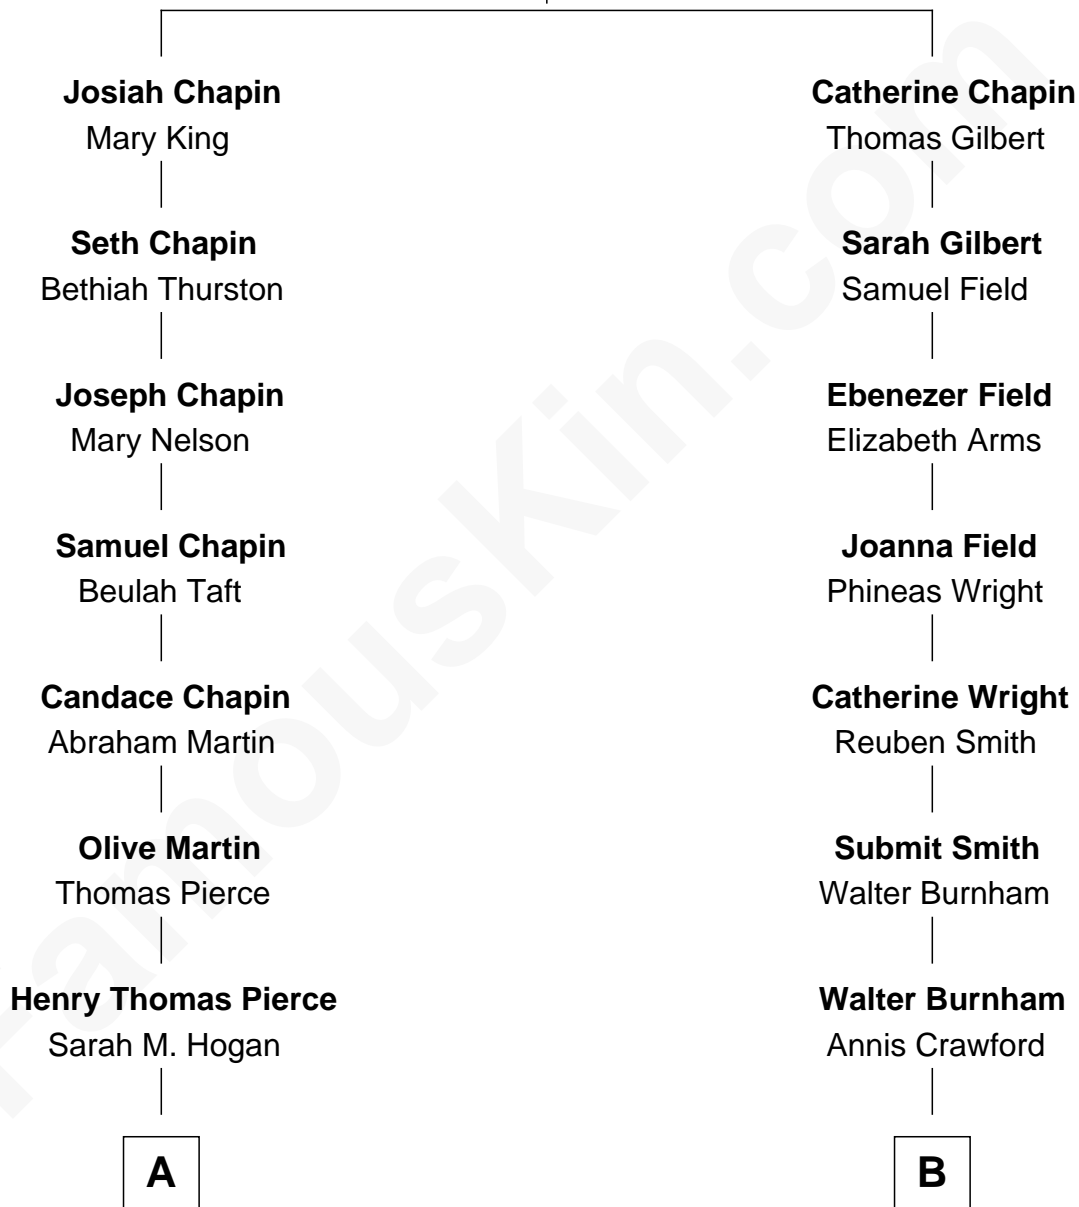 Josiah Chapin
Mary King
Seth Chapin
Bethiah Thurston
Joseph Chapin
Mary Nelson
Samuel Chapin
Beulah Taft
Candace Chapin
Abraham Martin
Olive Martin
Thomas Pierce
Henry Thomas Pierce
Sarah M. Hogan
A
Catherine Chapin
Thomas Gilbert
Sarah Gilbert
Samuel Field
Ebenezer Field
Elizabeth Arms
Joanna Field
Phineas Wright
Catherine Wright
Reuben Smith
Submit Smith
Walter Burnham
Walter Burnham
Annis Crawford
B
FamousKin.com